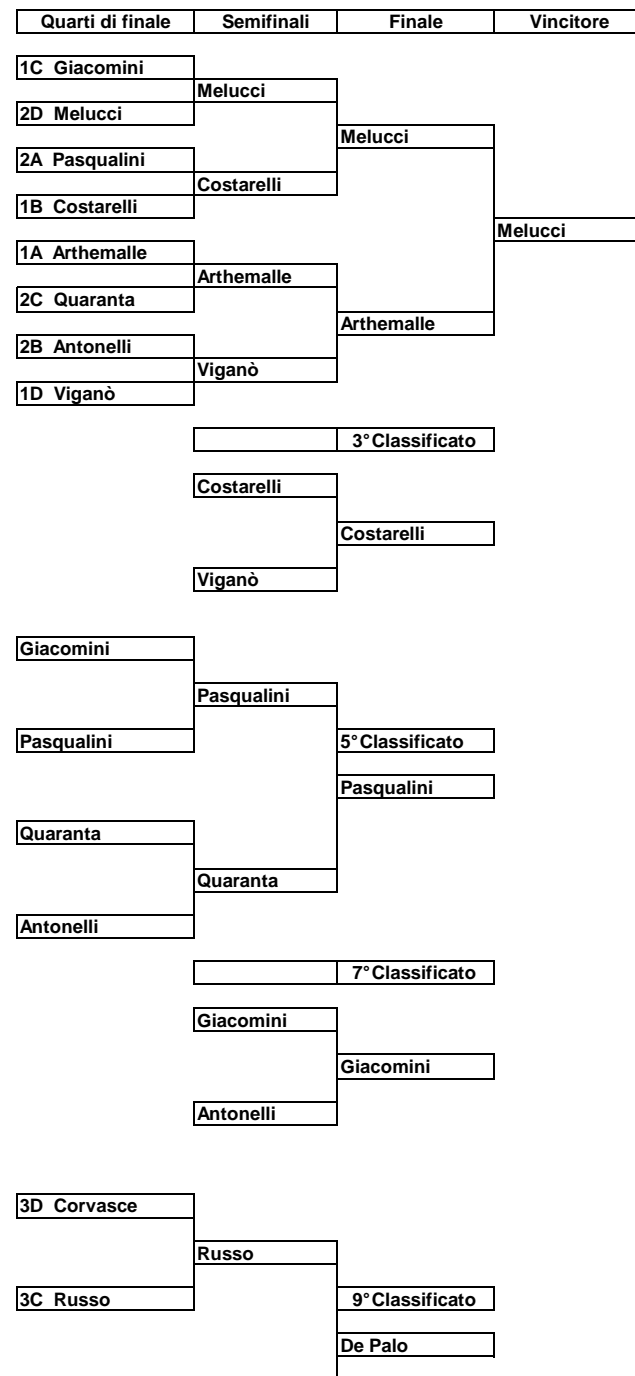 Quarti di finale Semifinali Finale Vincitore
1C Giacomini
Melucci
2D Melucci
Melucci
2A Pasqualini
Costarelli
1B Costarelli
Melucci
1A Arthemalle
Arthemalle
2C Quaranta
Arthemalle
2B Antonelli
Viganò
1D Viganò
3°Classificato
Costarelli
Costarelli
Viganò
Giacomini
Pasqualini
Pasqualini 5°Classificato
Pasqualini
Quaranta
Quaranta
Antonelli
7°Classificato
Giacomini
Giacomini
Antonelli
3D Corvasce
Russo
3C Russo 9°Classificato
De Palo